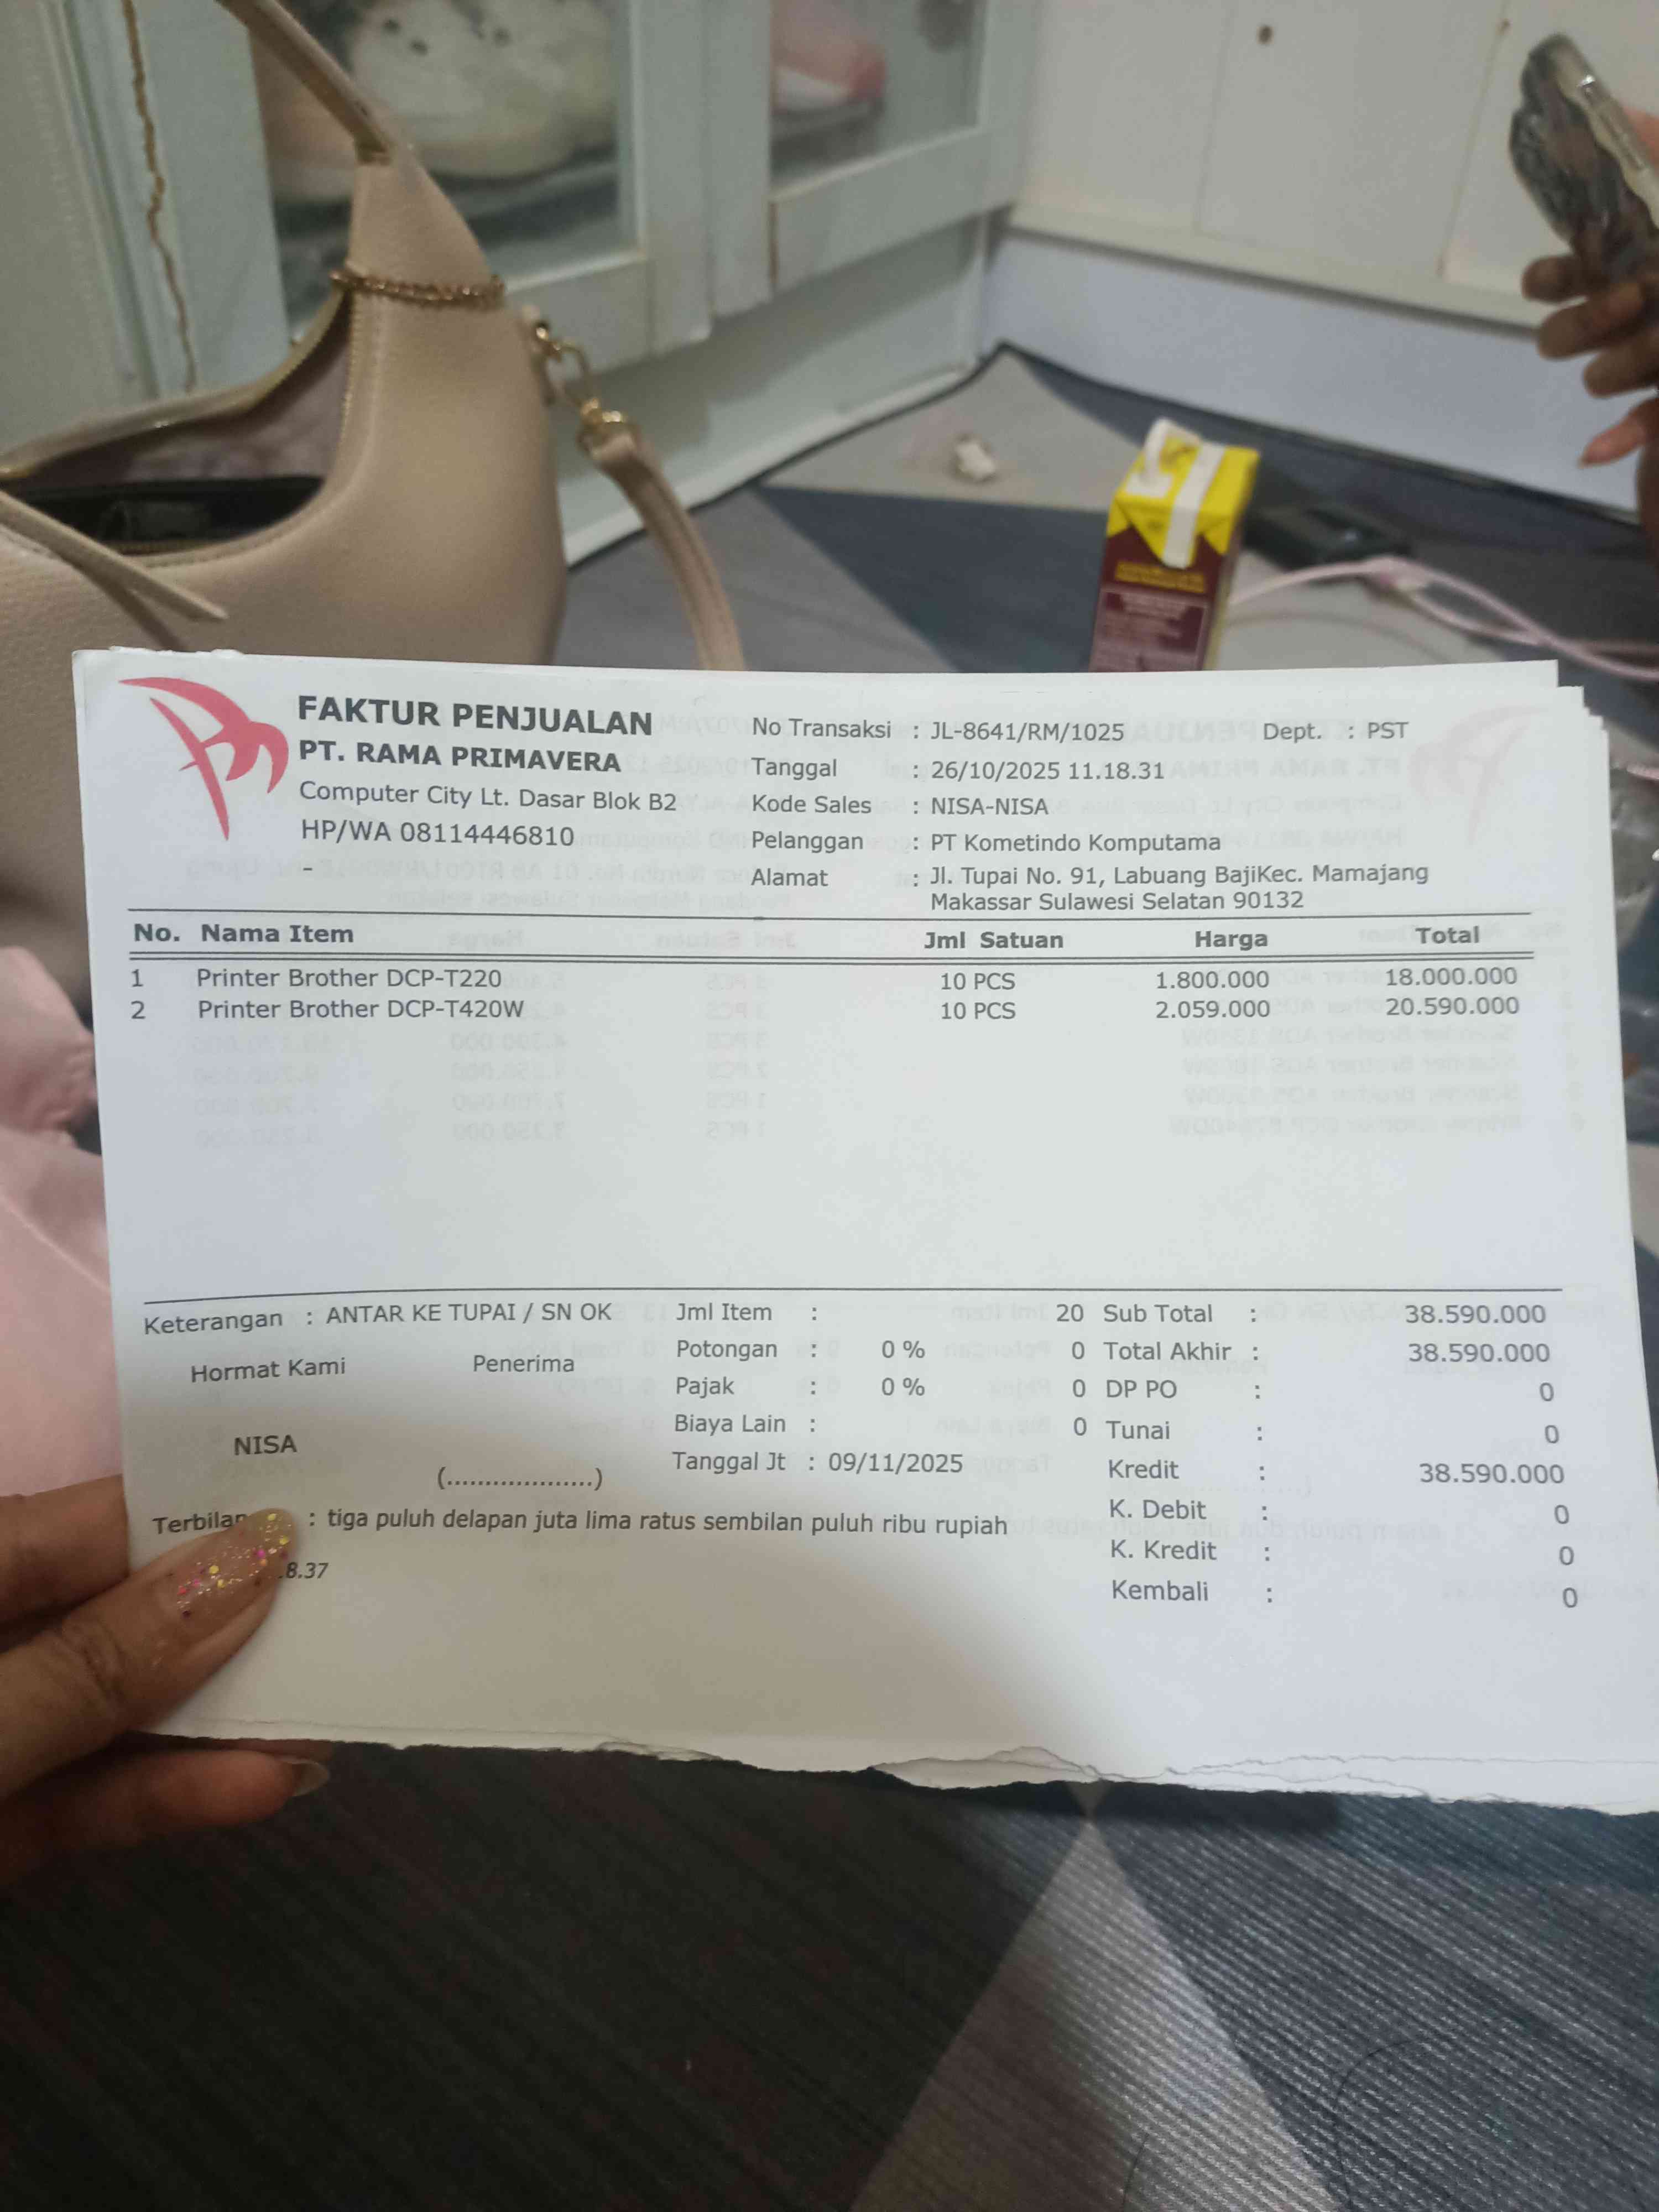 FAKTUR PENJUALAN
PT. RAMA PRIMAVERA
Computer City Lt. Dasar Blok B2
HP/WA 08114446810
-
No Transaksi : JL-8641/RM/1025 Dept. : PST
Tanggal : 26/10/2025 11.18.31
Kode Sales : NISA-NISA
Pelanggan : PT Kometindo Komputama
Alamat : Jl. Tupai No. 91, Labuang BajiKec. Mamajang
Makassar Sulawesi Selatan 90132
No. Nama Item Jml Satuan Harga Total
1 Printer Brother DCP-T220 10 PCS 1.800.000 18.000.000
2 Printer Brother DCP-T420W 10 PCS 2.059.000 20.590.000
Keterangan : ANTAR KE TUPAI / SN OK
Hormat Kami Penerima
NISA
(...................)
Jml Item : 20
Potongan : 0 % 0
Pajak : 0 % 0
Biaya Lain : 0
Tanggal Jt : 09/11/2025
Sub Total : 38.590.000
Total Akhir : 38.590.000
DP PO : 0
Tunai : 0
Kredit : 38.590.000
K. Debit : 0
K. Kredit : 0
Kembali : 0
: tiga puluh delapan juta lima ratus sembilan puluh ribu rupiah
8.37